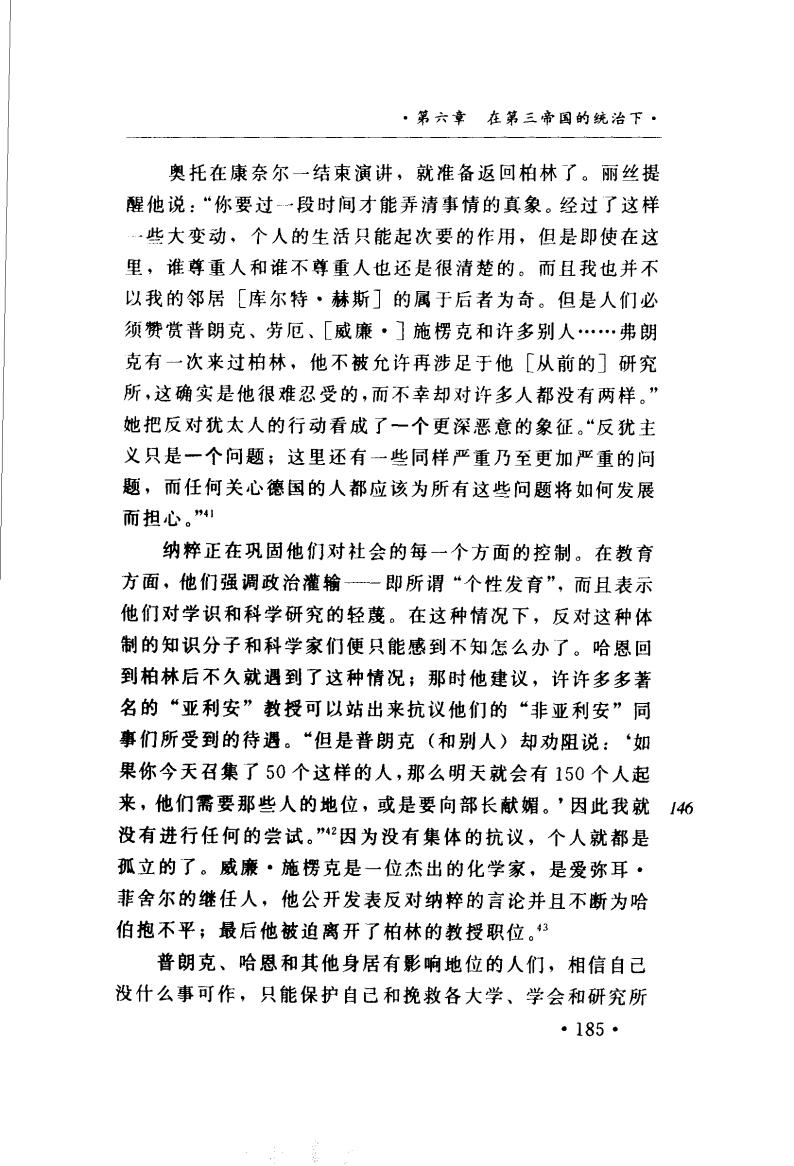 ·第六章 在第三帝国的统治下·
奥托在康奈尔一结束演讲，就准备返回柏林了。丽丝提
醒他说：“你要过一段时间才能弄清事情的真象。经过了这样
一些大变动，个人的生活只能起次要的作用，但是即使在这
里，谁尊重人和谁不尊重人也还是很清楚的。而且我也并不
以我的邻居［库尔特·赫斯］的属于后者为奇。但是人们必
须赞赏普朗克、劳厄、［威廉·］施楞克和许多别人……弗朗
克有一次来过柏林，他不被允许再涉足于他［从前的］研究
所，这确实是他很难忍受的，而不幸却对许多人都没有两样。”
她把反对犹太人的行动看成了一个更深恶意的象征。“反犹主
义只是一个问题；这里还有一些同样严重乃至更加严重的问
题，而任何关心德国的人都应该为所有这些问题将如何发展
而担心。”41
纳粹正在巩固他们对社会的每一个方面的控制。在教育
方面，他们强调政治灌输——即所谓“个性发育”，而且表示
他们对学识和科学研究的轻蔑。在这种情况下，反对这种体
制的知识分子和科学家们便只能感到不知怎么办了。哈恩回
到柏林后不久就遇到了这种情况；那时他建议，许许多多著
名的“亚利安”教授可以站出来抗议他们的“非亚利安”同
事们所受到的待遇。“但是普朗克（和别人）却劝阻说：‘如
果你今天召集了50个这样的人，那么明天就会有150个人起
来，他们需要那些人的地位，或是要向部长献媚。’因此我就
146
没有进行任何的尝试。”42因为没有集体的抗议，个人就都是
孤立的了。威廉·施楞克是一位杰出的化学家，是爱弥耳·
菲舍尔的继任人，他公开发表反对纳粹的言论并且不断为哈
伯抱不平；最后他被迫离开了柏林的教授职位。43
普朗克、哈恩和其他身居有影响地位的人们，相信自己
没什么事可作，只能保护自己和挽救各大学、学会和研究所
·185·